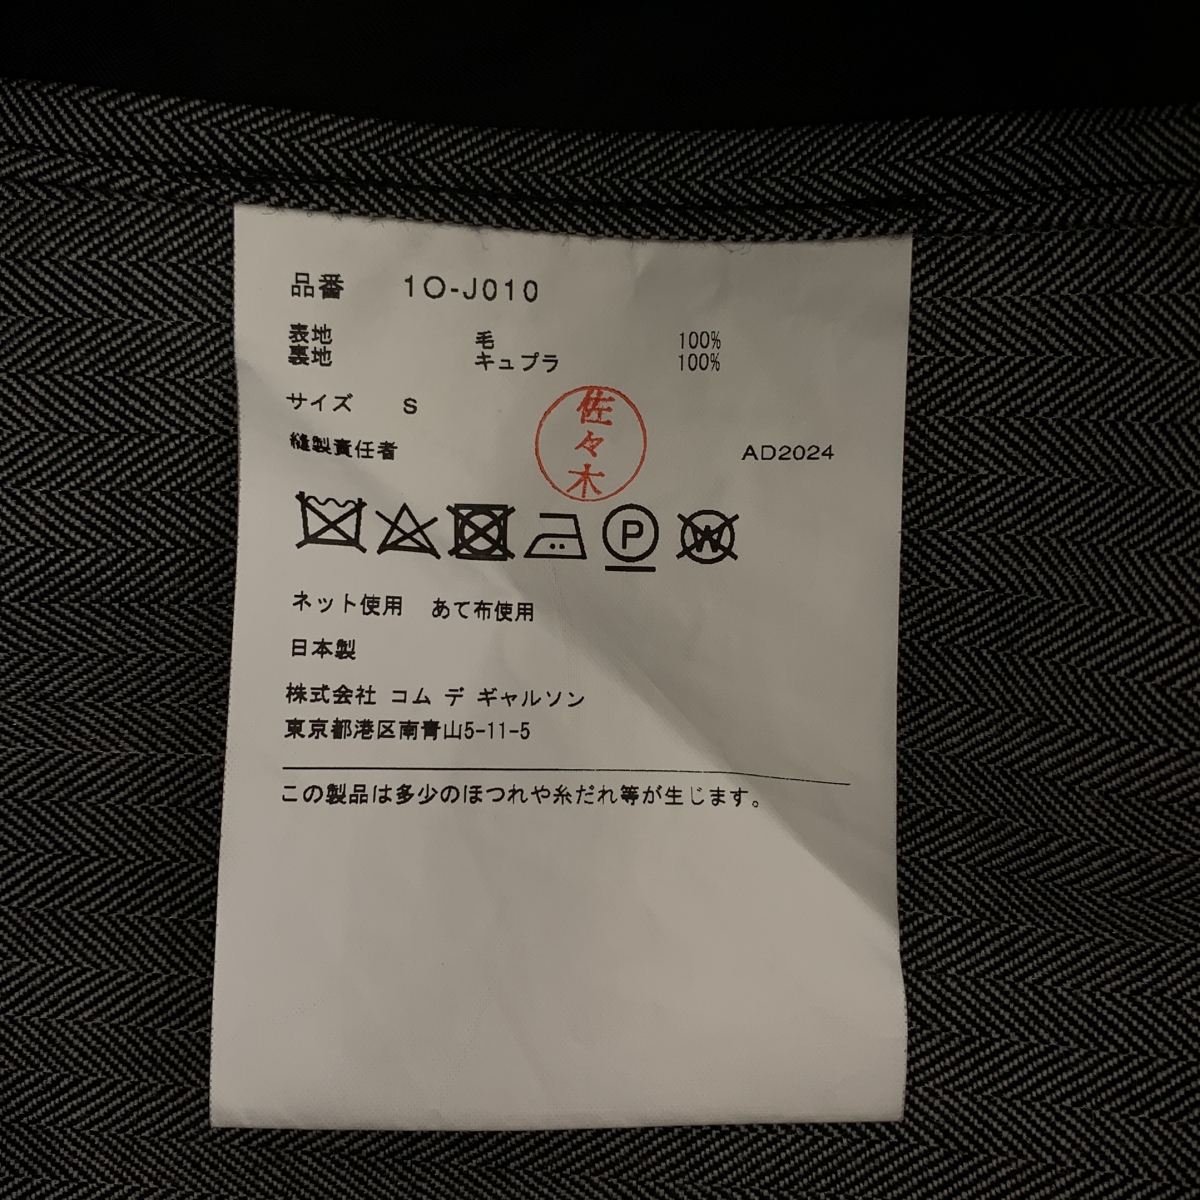 品番 1O-J010
表地 毛 100%
裏地 キュプラ 100%
サイズ S
佐々木
縫製責任者 AD2024
P W
ネット使用 あて布使用
日本製
株式会社 コム デ ギャルソン
東京都港区南青山5-11-5
この製品は多少のほつれや糸だれ等が生じます。